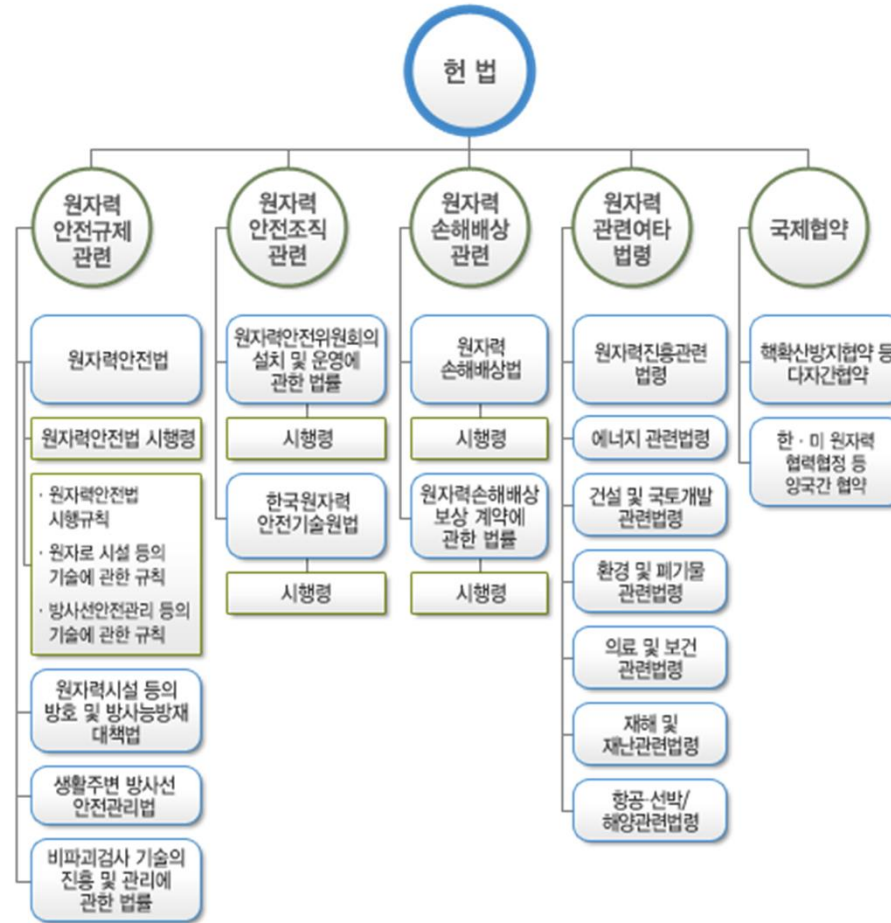 헌 법
원자력
안전규제
관련
원자력
안전조직
관련
원자력
손해배상
관련
원자력
관련여타
법령
국제협약
원자력안전법
원자력안전법 시행령
· 원자력안전법
시행규칙
· 원자로 시설 등의
기술에 관한 규칙
· 방사선안전관리 등의
기술에 관한 규칙
원자력시설 등의
방호 및 방사능방재
대책법
생활주변 방사선
안전관리법
비파괴검사 기술의
진흥 및 관리에
관한 법률
원자력안전위원회의
설치 및 운영에
관한 법률
시행령
한국원자력
안전기술원법
시행령
원자력
손해배상법
시행령
원자력손해배상
보상 계약에
관한 법률
시행령
원자력진흥관련
법령
에너지 관련법령
건설 및 국토개발
관련법령
환경 및 폐기물
관련법령
의료 및 보건
관련법령
재해 및
재난관련법령
항공·선박/
해양관련법령
핵확산방지협약 등
다자간협약
한 · 미 원자력
협력협정 등
양국간 협약